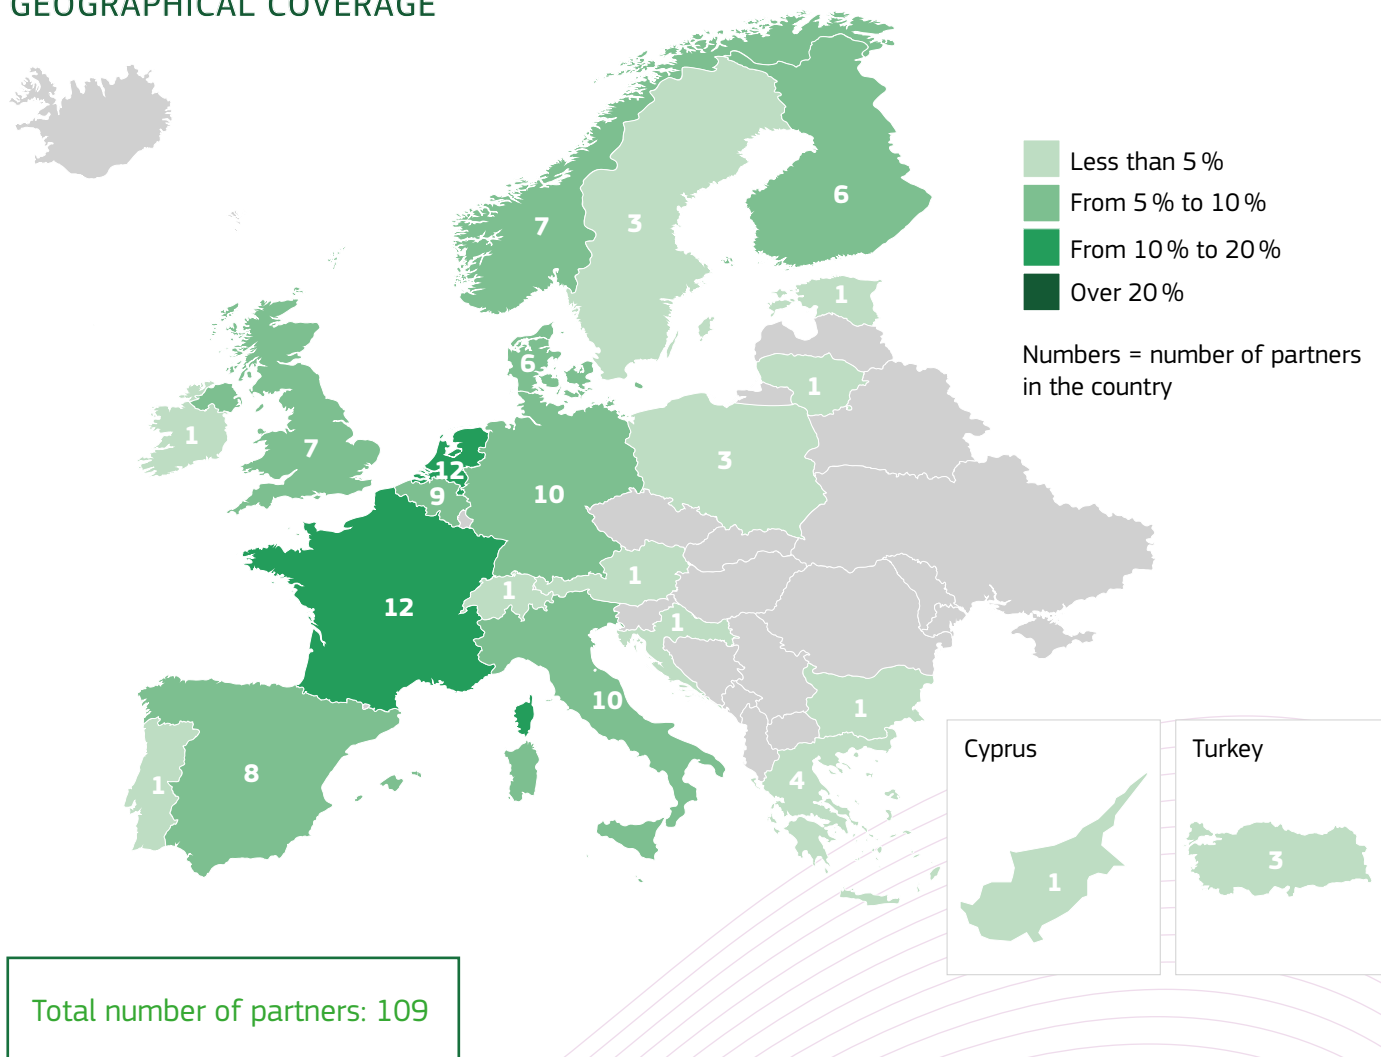 GEOGRAPHICAL COVERAGE
Less than 5 %
From 5 % to 10 %
From 10 % to 20 %
Over 20 %
Numbers = number of partners
in the country
6
7
3
1
6
1
1
7
3
12
9
10
12
1
1
1
10
1
8
1
4
Cyprus
1
Turkey
3
Total number of partners: 109